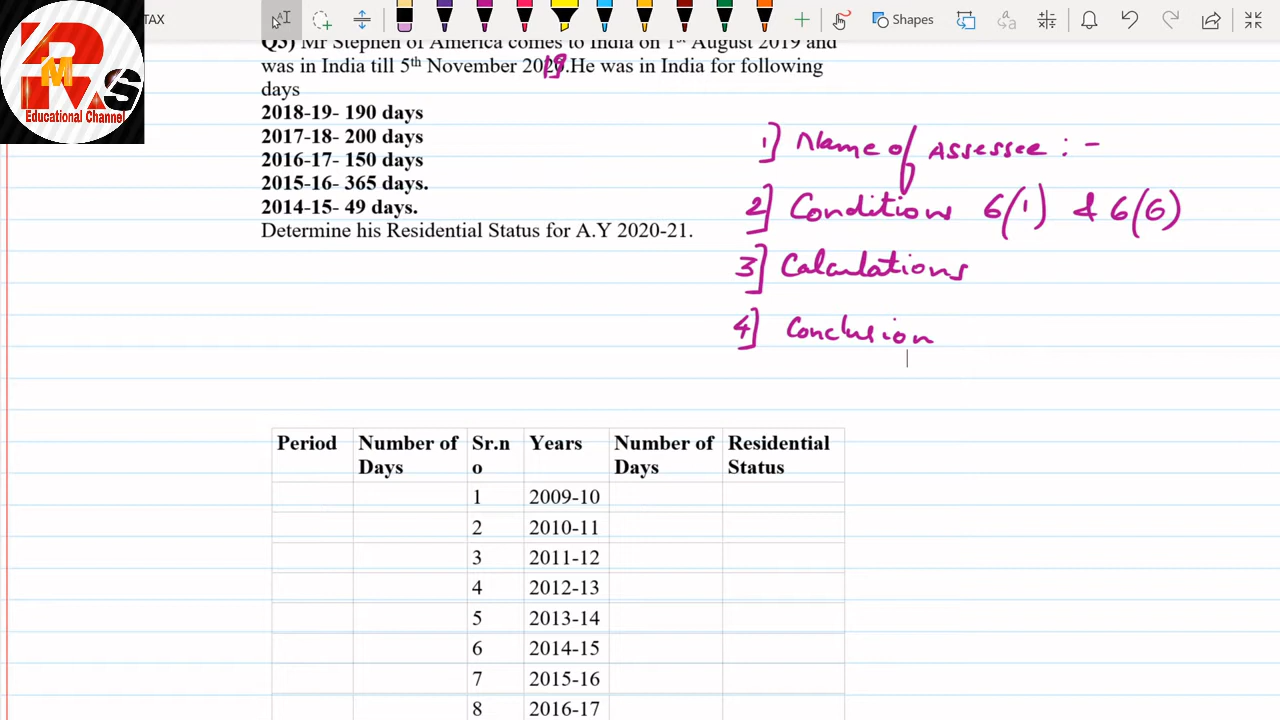 TAX
Shapes
RMS
Educational Channel
Q3) Mr Stephen of America comes to India on 1st August 2019 and
was in India till 5th November 2019.He was in India for following
days
2018-19- 190 days
2017-18- 200 days
2016-17- 150 days
2015-16- 365 days.
2014-15- 49 days.
Determine his Residential Status for A.Y 2020-21.
1] Name of Assessee : -
2] Conditions 6(1) & 6(6)
3] Calculations
4] Conclusion
Period Number of Days Sr.no Years Number of Days Residential Status
1 2009-10
2 2010-11
3 2011-12
4 2012-13
5 2013-14
6 2014-15
7 2015-16
8 2016-17